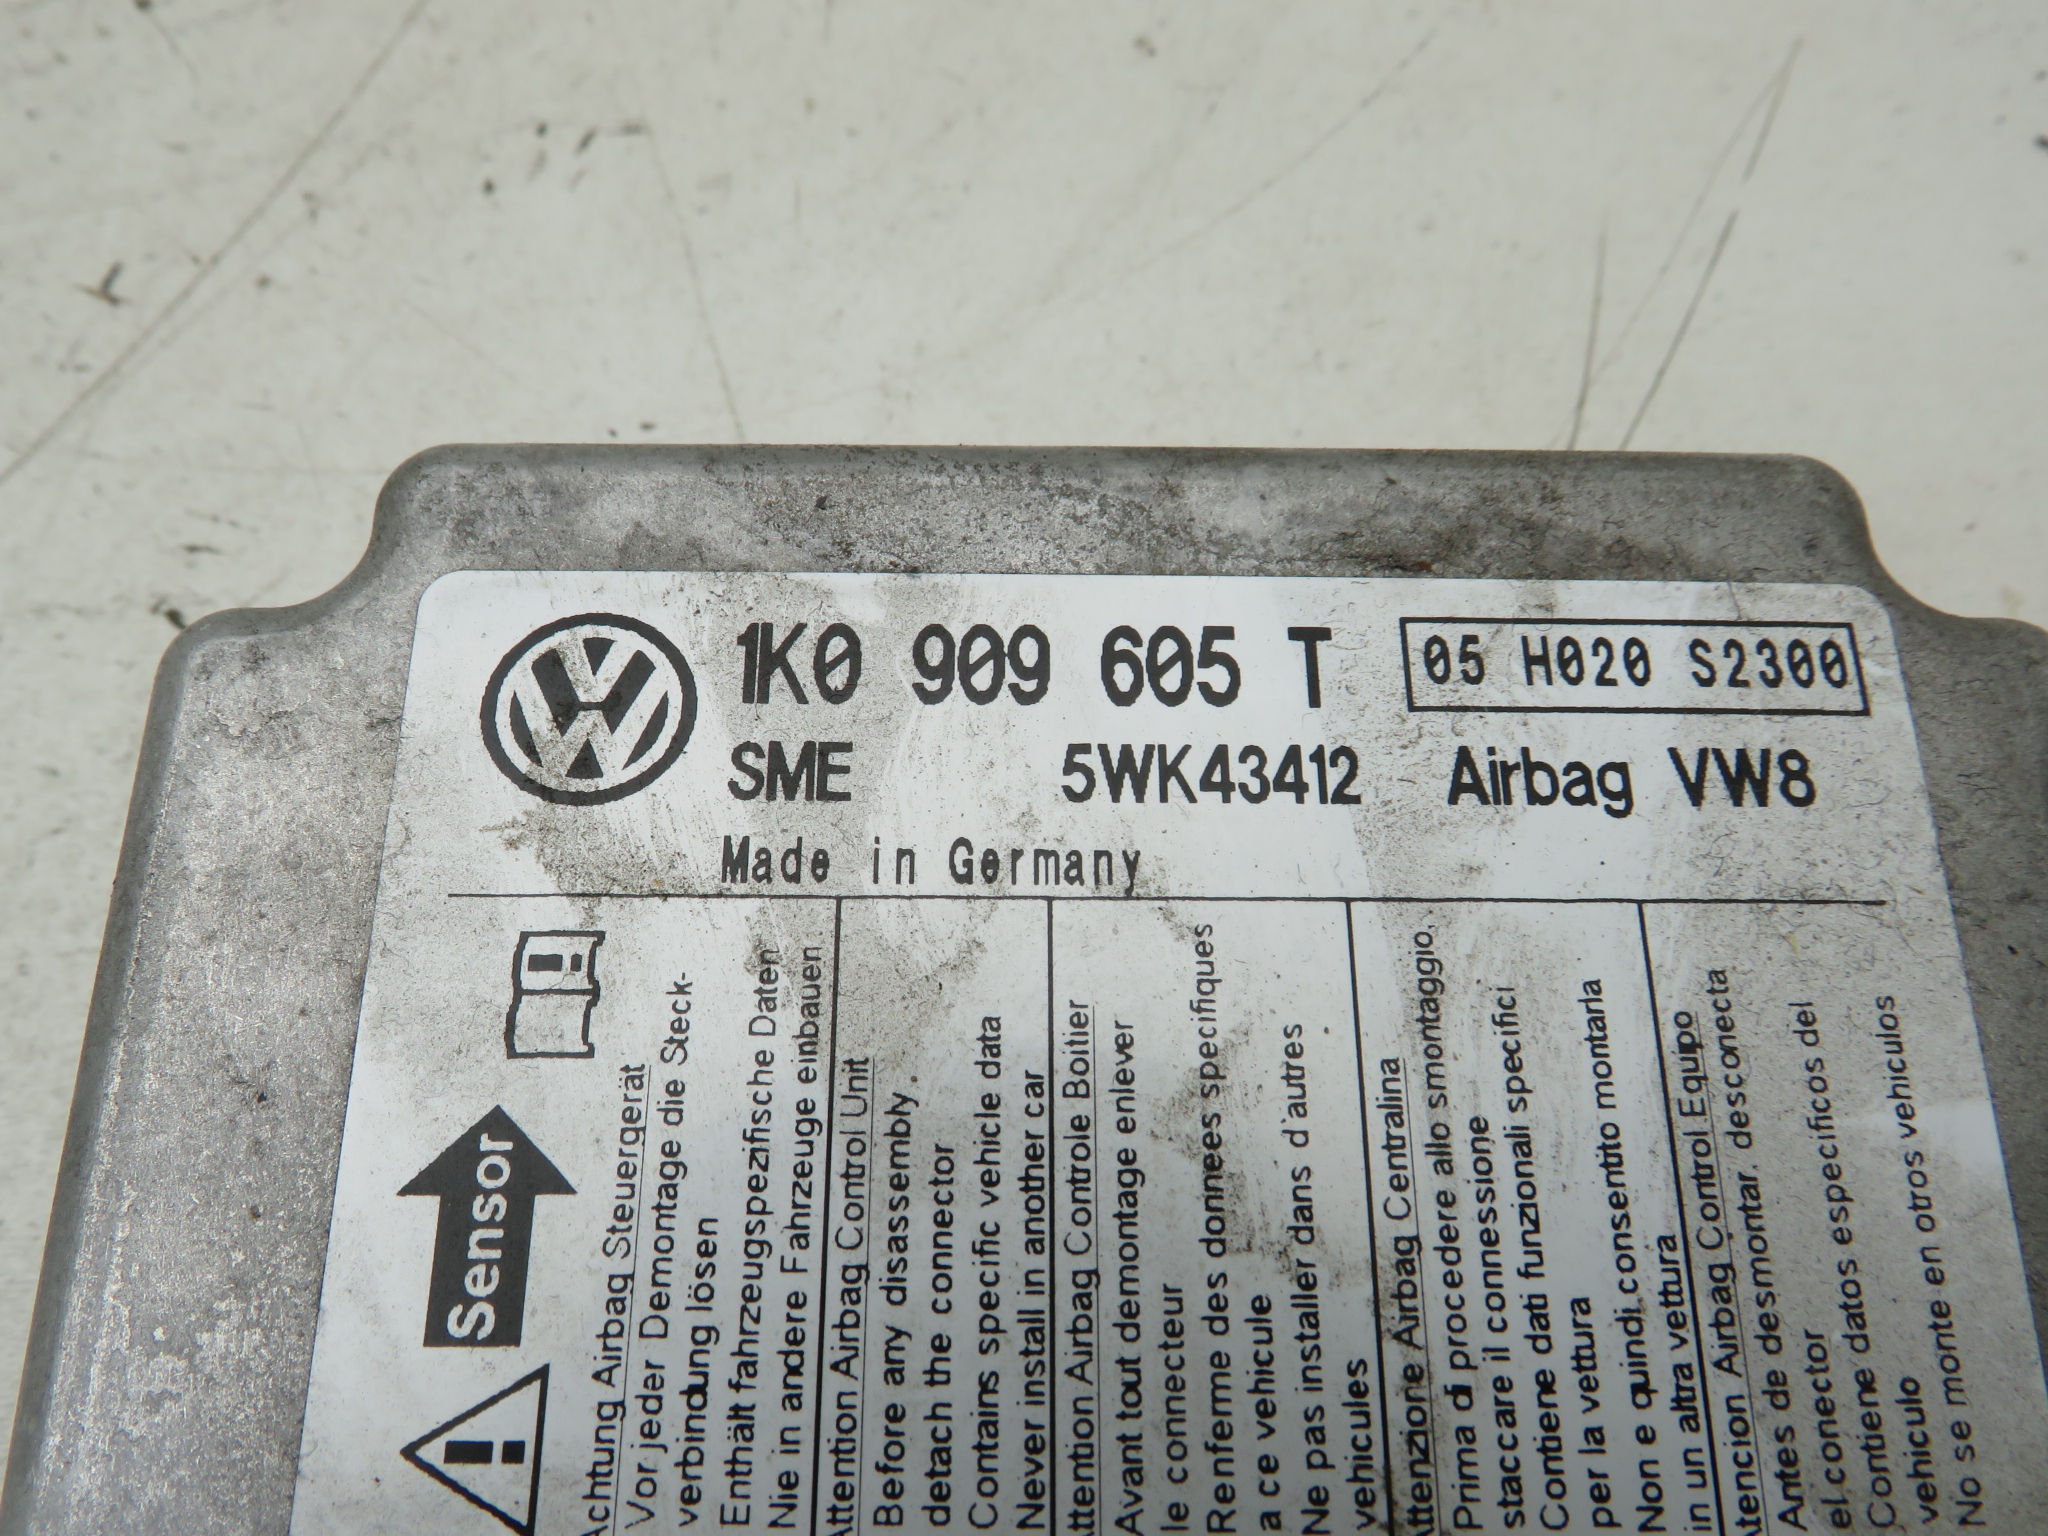 1K0 909 605 T 05 H020 S2300
SME 5WK43412 Airbag VW8
Made in Germany
Sensor
Achtung Airbag Steuergerät
Vor jeder Demontage die Steck-
verbindung lösen
Enthält fahrzeugspezifische Daten
Nie in andere Fahrzeuge einbauen
Attention Airbag Control Unit
Before any disassembly
detach the connector
Contains specific vehicle data
Never install in another car
Attention Airbag Controle Boitier
Avant tout demontage enlever
le connecteur
Renferme des donnees specifiques
a ce vehicule
Ne pas installer dans d'autres
vehicules
Attenzione Airbag Centralina
Prima di procedere allo smontaggio,
staccare il connessione
Contiene dati funzionali specifici
per la vettura
Non e quindi consentito montarla
in un altra vettura
Atencion Airbag Control Equipo
Antes de desmontar, desconecta
el conector
Contiene datos especificos del
vehiculo
No se monte en otros vehiculos